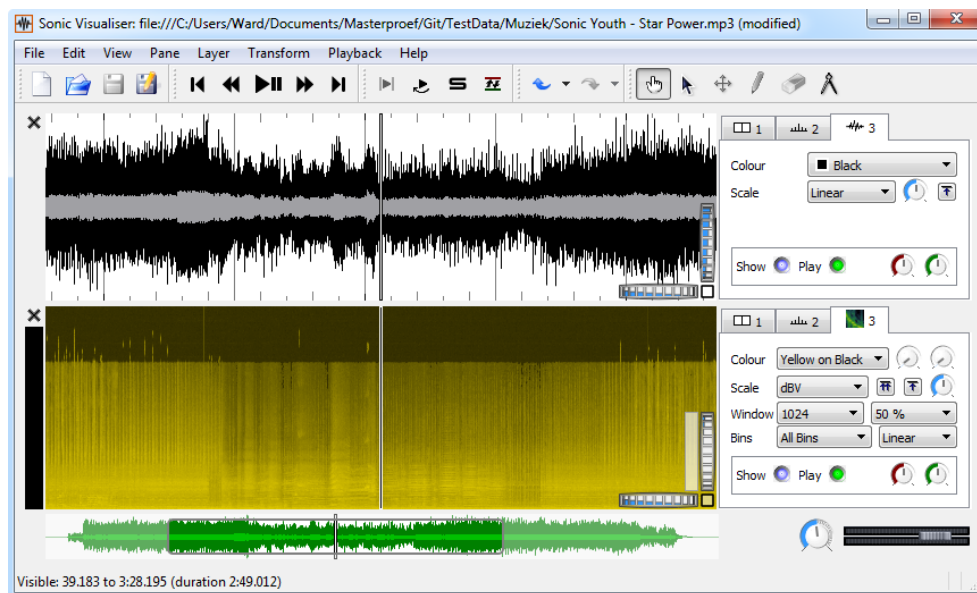 Sonic Visualiser: file:///C:/Users/Ward/Documents/Masterproef/Git/TestData/Muziek/Sonic Youth - Star Power.mp3 (modified)
File Edit View Pane Layer Transform Playback Help
1 2 3
Colour Black
Scale Linear
Show Play
1 2 3
Colour Yellow on Black
Scale dBV
Window 1024 50 %
Bins All Bins Linear
Show Play
Visible: 39.183 to 3:28.195 (duration 2:49.012)